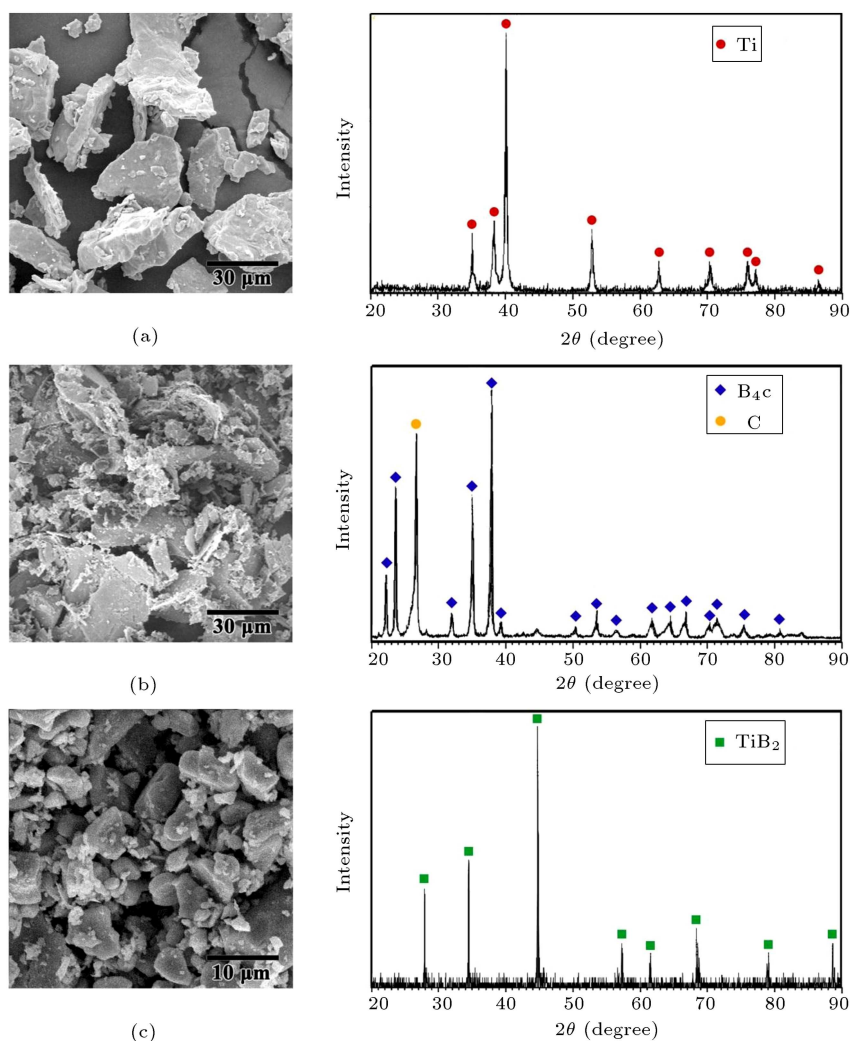 Ti
Intensity
30 μm
20 30 40 50 60 70 80 90
2θ (degree)
(a)
B₄c
C
Intensity
30 μm
20 30 40 50 60 70 80 90
2θ (degree)
(b)
TiB₂
Intensity
10 μm
20 30 40 50 60 70 80 90
2θ (degree)
(c)